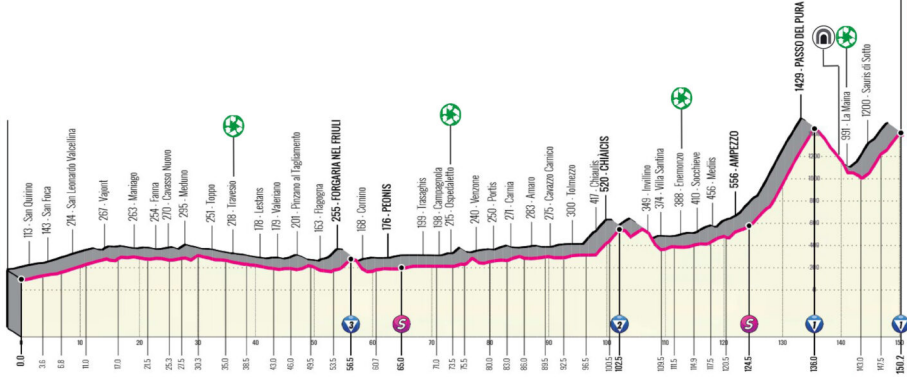 113 - San Quirino
143 - San Foca
214 - San Leonardo Valcellina
267 - Vajont
263 - Maniago
254 - Fanna
270 - Cavasso Nuovo
295 - Meduno
251 - Toppo
278 - Travesio
178 - Lestans
179 - Valeriano
201 - Pinzano al Tagliamento
163 - Flagogna
255 - FORGARIA NEL FRIULI
168 - Cornino
176 - PEONIS
199 - Trasaghis
198 - Campagnola
215 - Ospedaletto
240 - Venzone
250 - Portis
271 - Carnia
283 - Amaro
275 - Cavazzo Carnico
300 - Tolmezzo
417 - Chiaulis
520 - CHIAICIS
349 - Invillino
374 - Villa Santina
388 - Enemonzo
410 - Socchieve
456 - Mediis
556 - AMPEZZO
1429 - PASSO DEL PURA
991 - La Maina
1200 - Sauris di Sotto
1200
1000
800
600
400
200
0
3
S
2
S
1
1
0 10 20 30 40 50 60 70 80 90 100 110 120 130 140 150
0.0
3.6
6.8
11.0
17.0
21.5
25.3
27.5
30.3
35.0
38.5
43.0
45.0
49.5
53.5
56.5
60.7
65.0
71.0
73.5
75.5
80.0
83.0
86.0
89.5
92.5
96.5
100.5
102.5
109.5
111.5
114.9
117.5
120.5
124.5
136.0
143.0
147.5
150.2